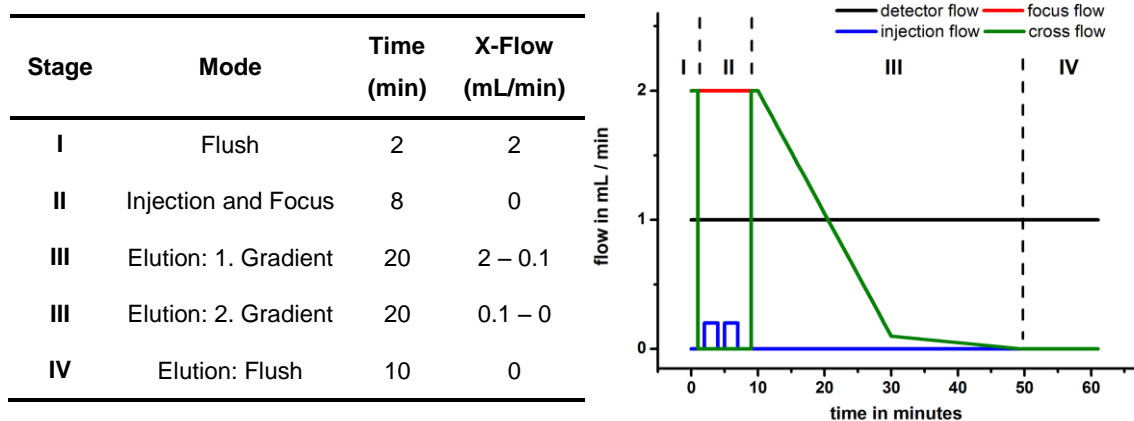 Stage Mode Time (min) X-Flow (mL/min)
I Flush 2 2
II Injection and Focus 8 0
III Elution: 1. Gradient 20 2 – 0.1
III Elution: 2. Gradient 20 0.1 – 0
IV Elution: Flush 10 0
detector flow focus flow
injection flow cross flow
I II III IV
flow in mL / min
2
1
0
0 10 20 30 40 50 60
time in minutes